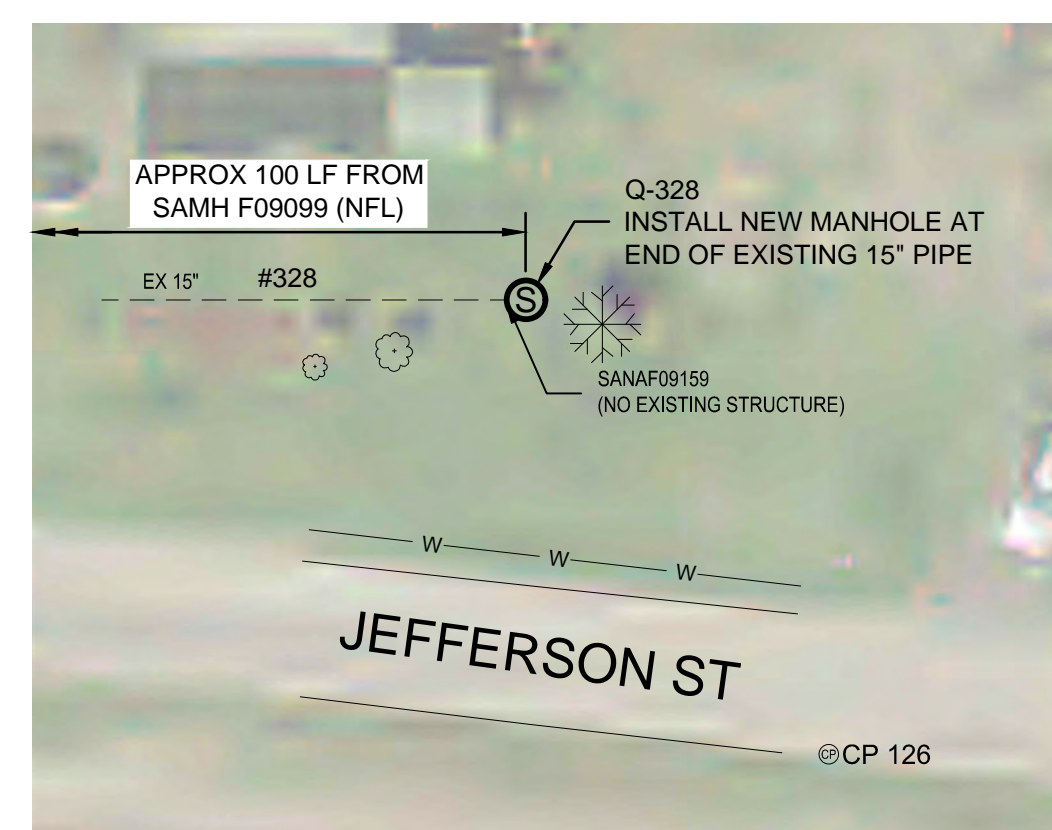 APPROX 100 LF FROM
SAMH F09099 (NFL)
Q-328
INSTALL NEW MANHOLE AT
END OF EXISTING 15" PIPE
EX 15"
#328
S
SANAF09159
(NO EXISTING STRUCTURE)
W W W
JEFFERSON ST
CP CP 126